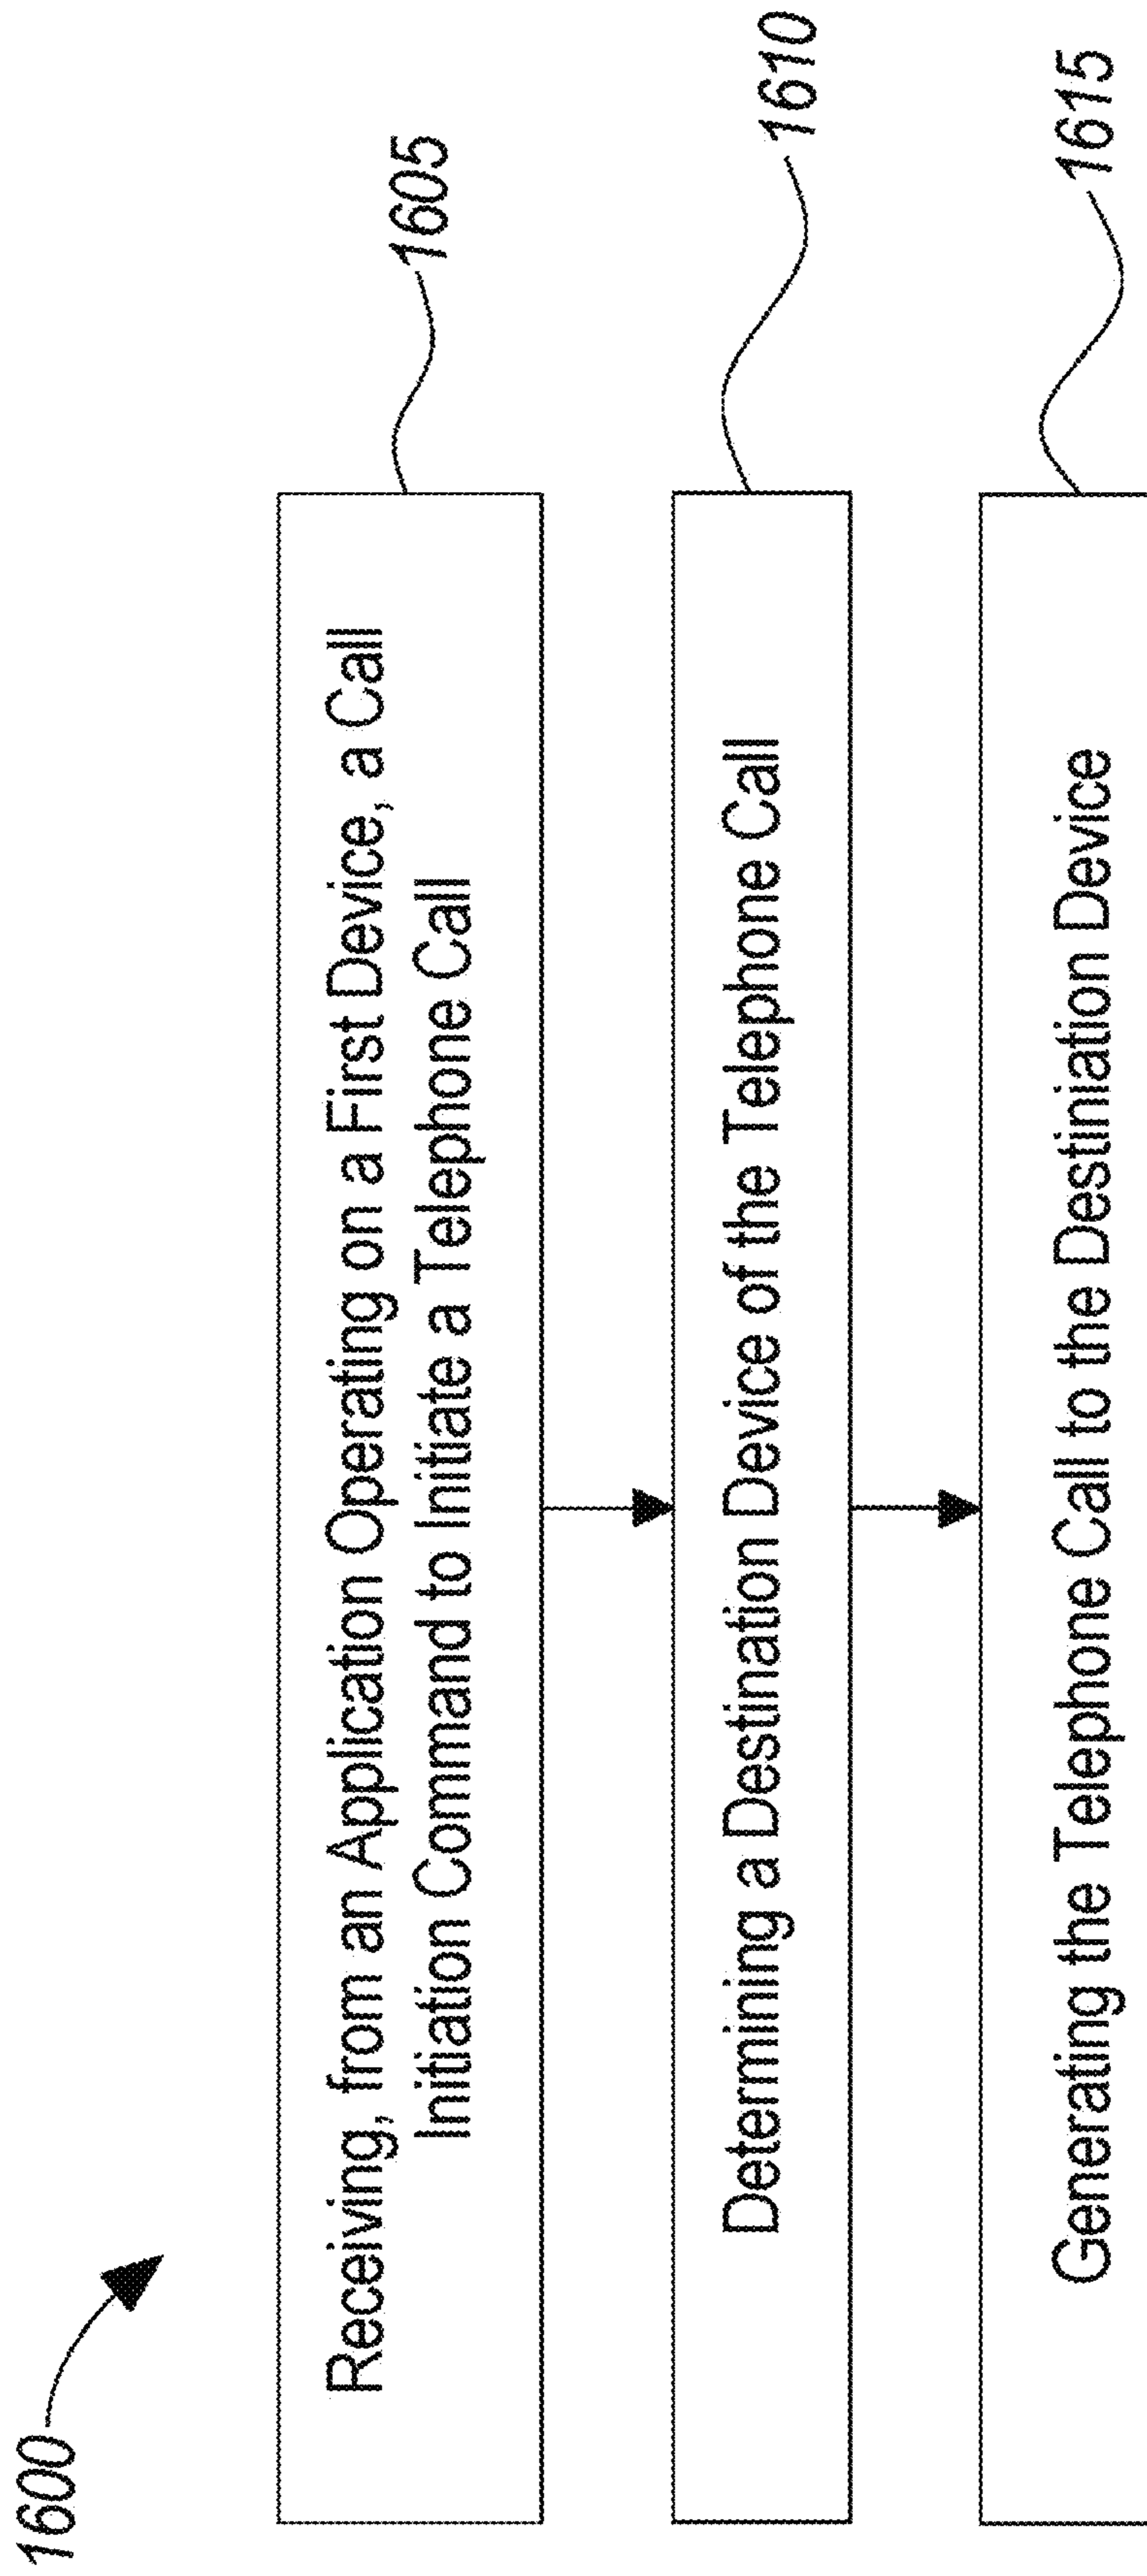 1600
Receiving, from an Application Operating on a First Device, a Call
Initiation Command to Initiate a Telephone Call
1605
Determining a Destination Device of the Telephone Call
1610
Generating the Telephone Call to the Destiniation Device
1615